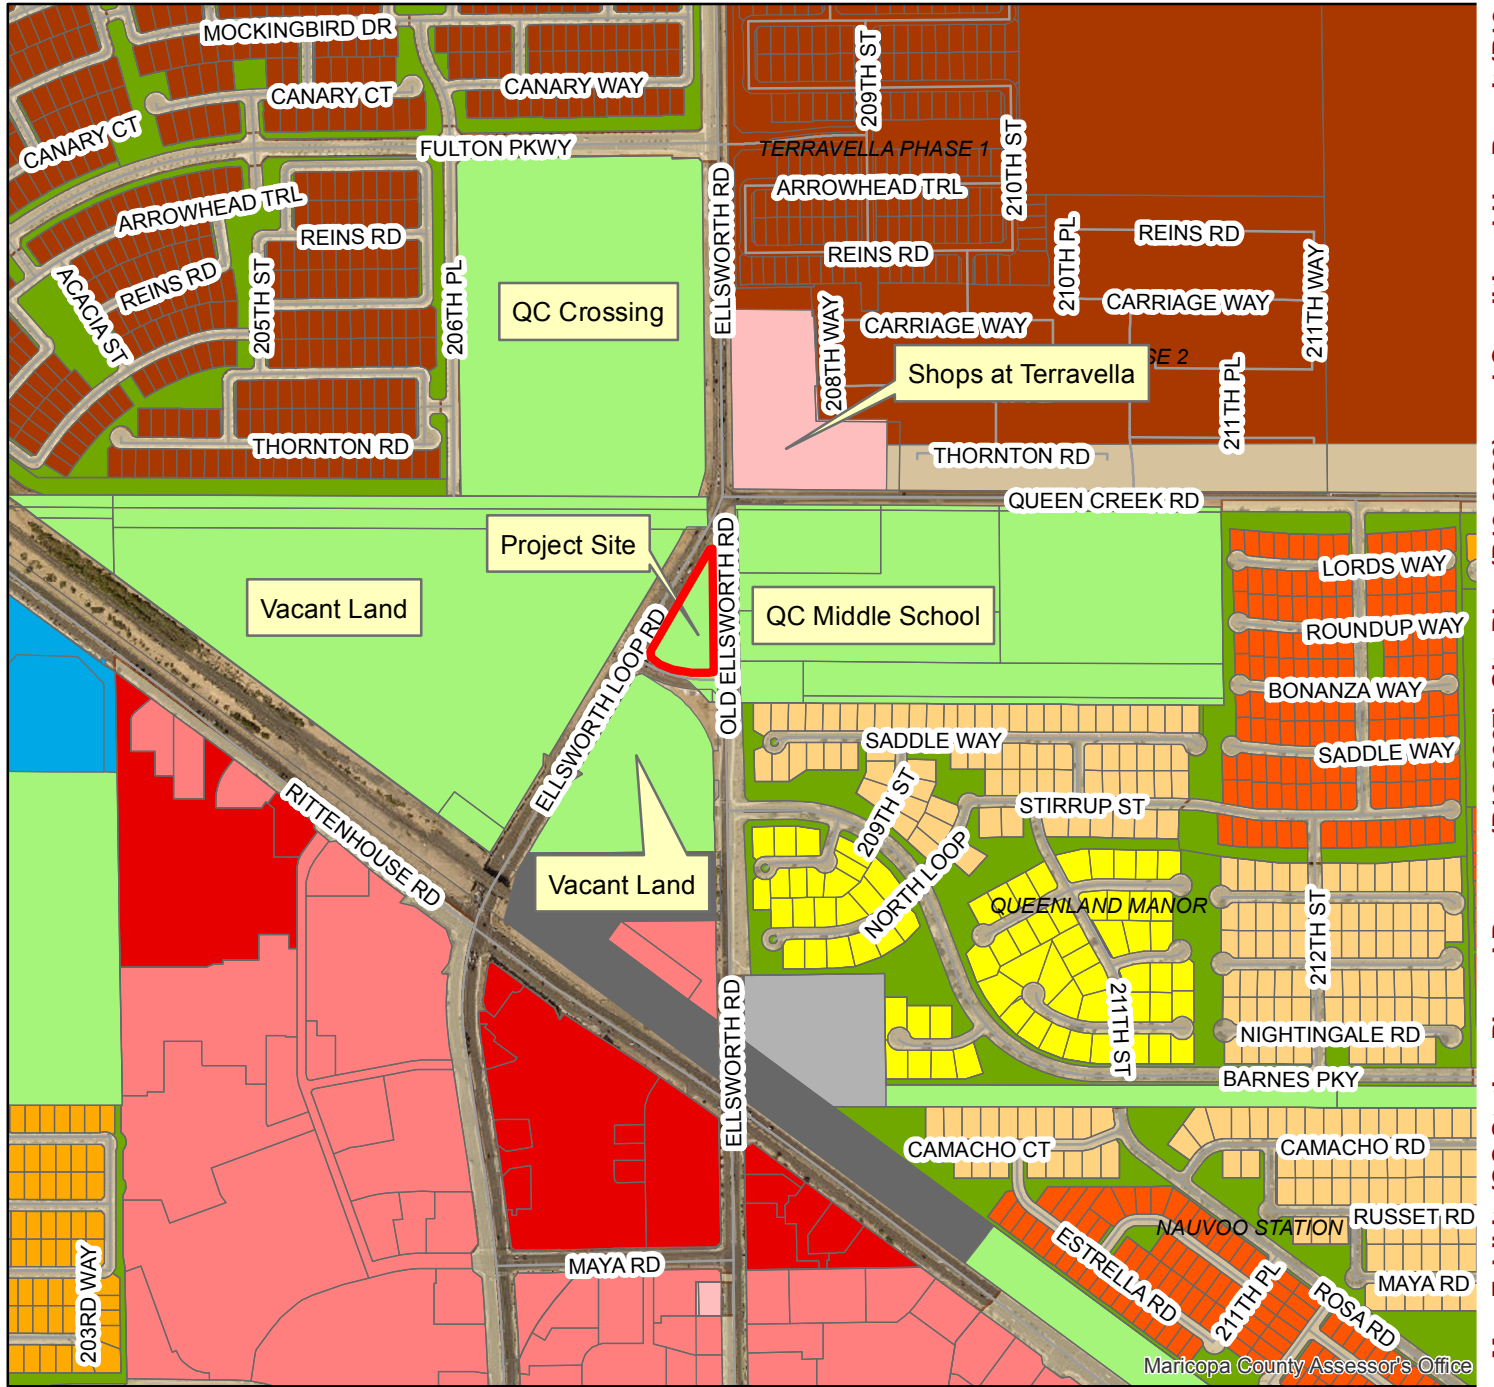 MOCKINGBIRD DR
CANARY CT
CANARY WAY
209TH ST
CANARY CT
FULTON PKWY
TERRAVELLA PHASE 1
210TH ST
ELLSWORTH RD
ARROWHEAD TRL
ARROWHEAD TRL
REINS RD
REINS RD
REINS RD
REINS RD
ACACIA ST
205TH ST
206TH PL
210TH PL
211TH WAY
QC Crossing
CARRIAGE WAY
CARRIAGE WAY
208TH WAY
SE 2
Shops at Terravella
211TH PL
THORNTON RD
THORNTON RD
QUEEN CREEK RD
Project Site
OLD ELLSWORTH RD
LORDS WAY
Vacant Land
QC Middle School
ROUNDUP WAY
ELLSWORTH LOOP RD
BONANZA WAY
SADDLE WAY
SADDLE WAY
RITTENHOUSE RD
209TH ST
STIRRUP ST
Vacant Land
NORTH LOOP
QUEENLAND MANOR
212TH ST
ELLSWORTH RD
211TH ST
NIGHTINGALE RD
BARNES PKY
CAMACHO CT
CAMACHO RD
NAUVOO STATION
RUSSET RD
ESTRELLA RD
MAYA RD
MAYA RD
203RD WAY
211TH PL
ROSA RD
Maricopa County Assessor's Office